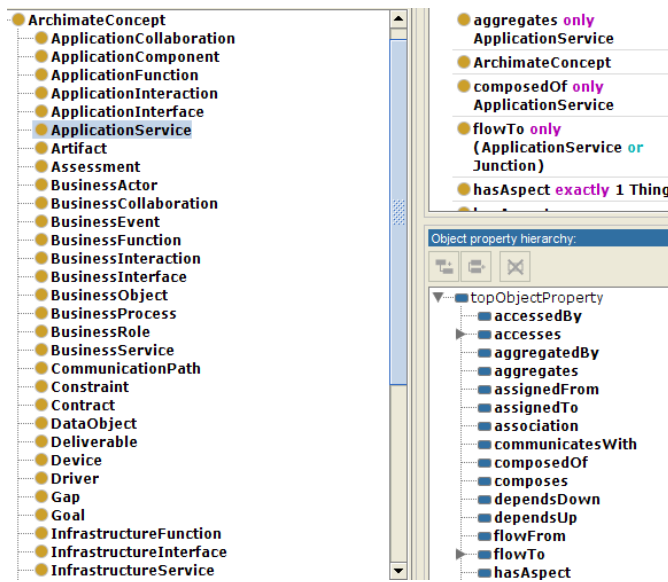 ArchimateConcept
ApplicationCollaboration
ApplicationComponent
ApplicationFunction
ApplicationInteraction
ApplicationInterface
ApplicationService
Artifact
Assessment
BusinessActor
BusinessCollaboration
BusinessEvent
BusinessFunction
BusinessInteraction
BusinessInterface
BusinessObject
BusinessProcess
BusinessRole
BusinessService
CommunicationPath
Constraint
Contract
DataObject
Deliverable
Device
Driver
Gap
Goal
InfrastructureFunction
InfrastructureInterface
InfrastructureService
aggregates only
ApplicationService
ArchimateConcept
composedOf only
ApplicationService
flowTo only
(ApplicationService or
Junction)
hasAspect exactly 1 Thing
Object property hierarchy:
topObjectProperty
accessedBy
accesses
aggregatedBy
aggregates
assignedFrom
assignedTo
association
communicatesWith
composedOf
composes
dependsDown
dependsUp
flowFrom
flowTo
hasAspect